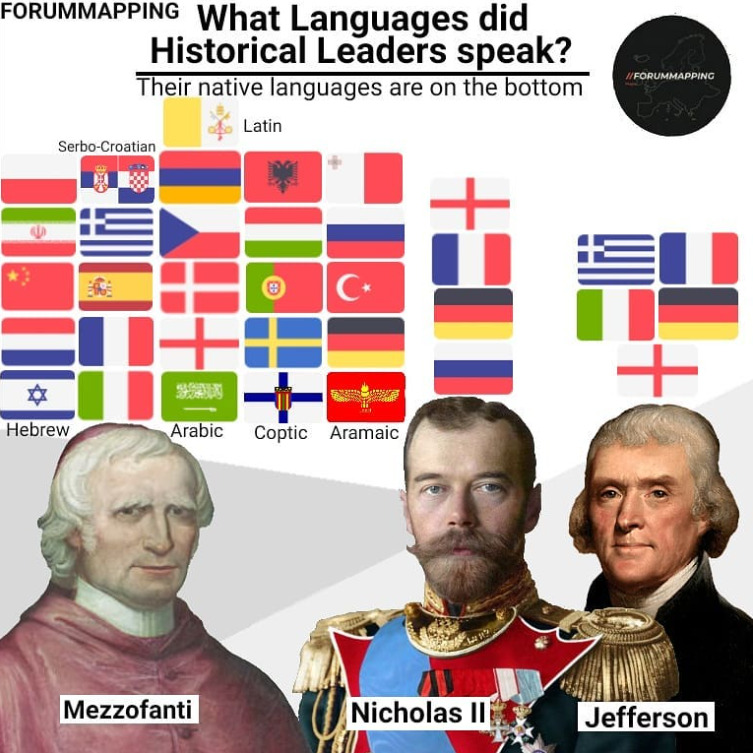 FORUMMAPPING
What Languages did
Historical Leaders speak?
Their native languages are on the bottom
//FORUMMAPPING
Latin
Serbo-Croatian
Hebrew
Arabic
Coptic
Aramaic
Mezzofanti
Nicholas II
Jefferson